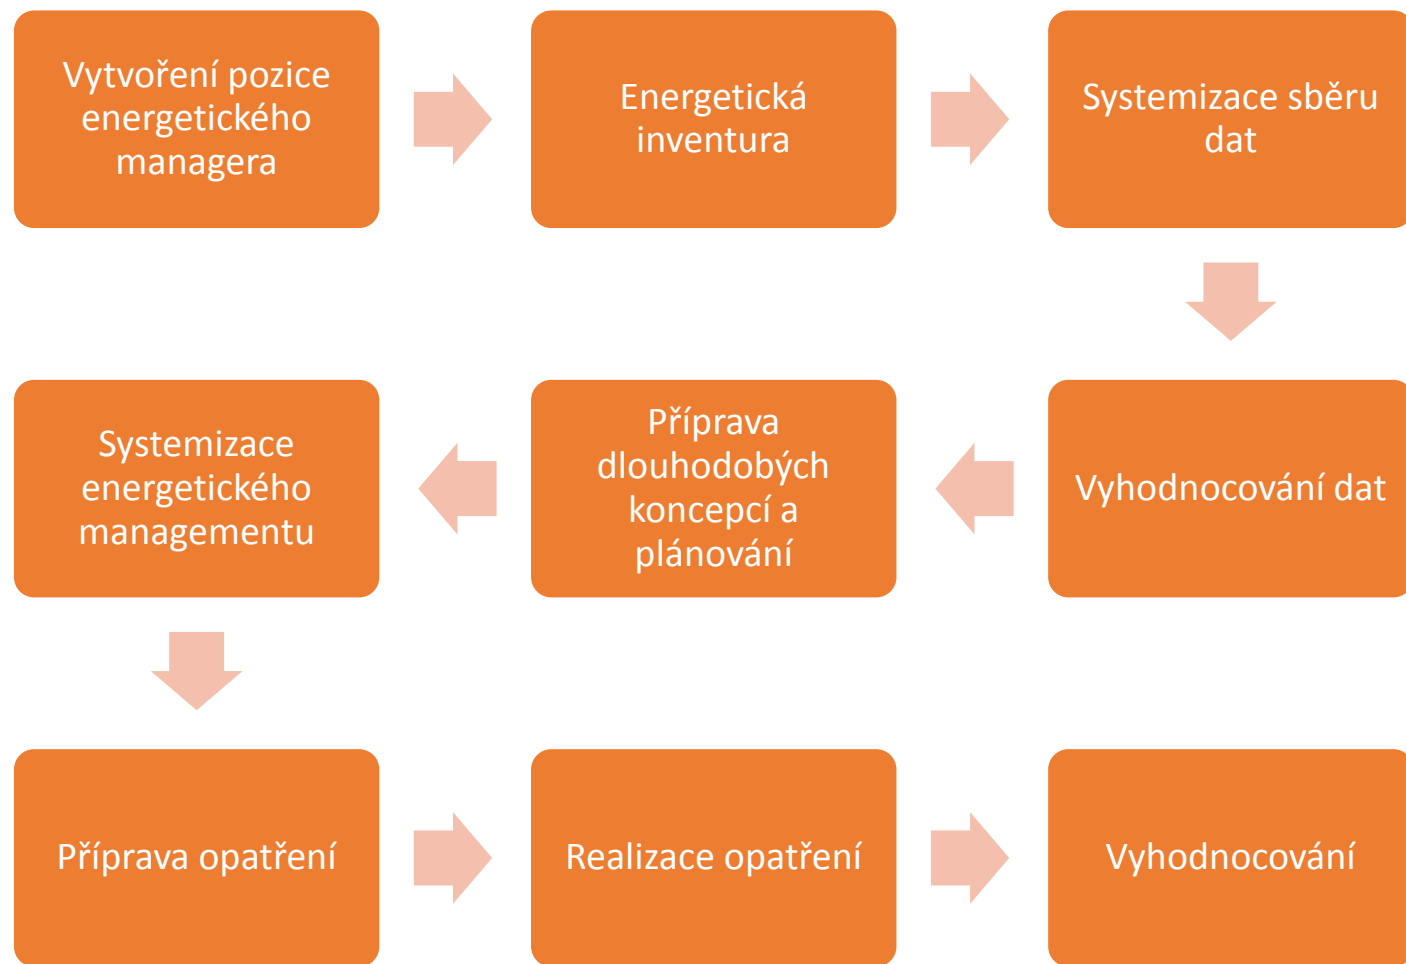 Vytvoření pozice
energetického
managera
Energetická
inventura
Systemizace sběru
dat
Vyhodnocování dat
Příprava
dlouhodobých
koncepcí a
plánování
Systemizace
energetického
managementu
Příprava opatření
Realizace opatření
Vyhodnocování